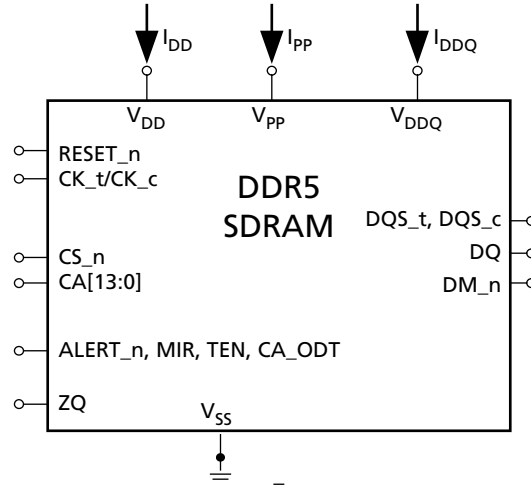 IDD IPP IDDQ
VDD VPP VDDQ
RESET_n
CK_t/CK_c
DDR5
SDRAM
DQS_t, DQS_c
DQ
DM_n
CS_n
CA[13:0]
ALERT_n, MIR, TEN, CA_ODT
ZQ
VSS